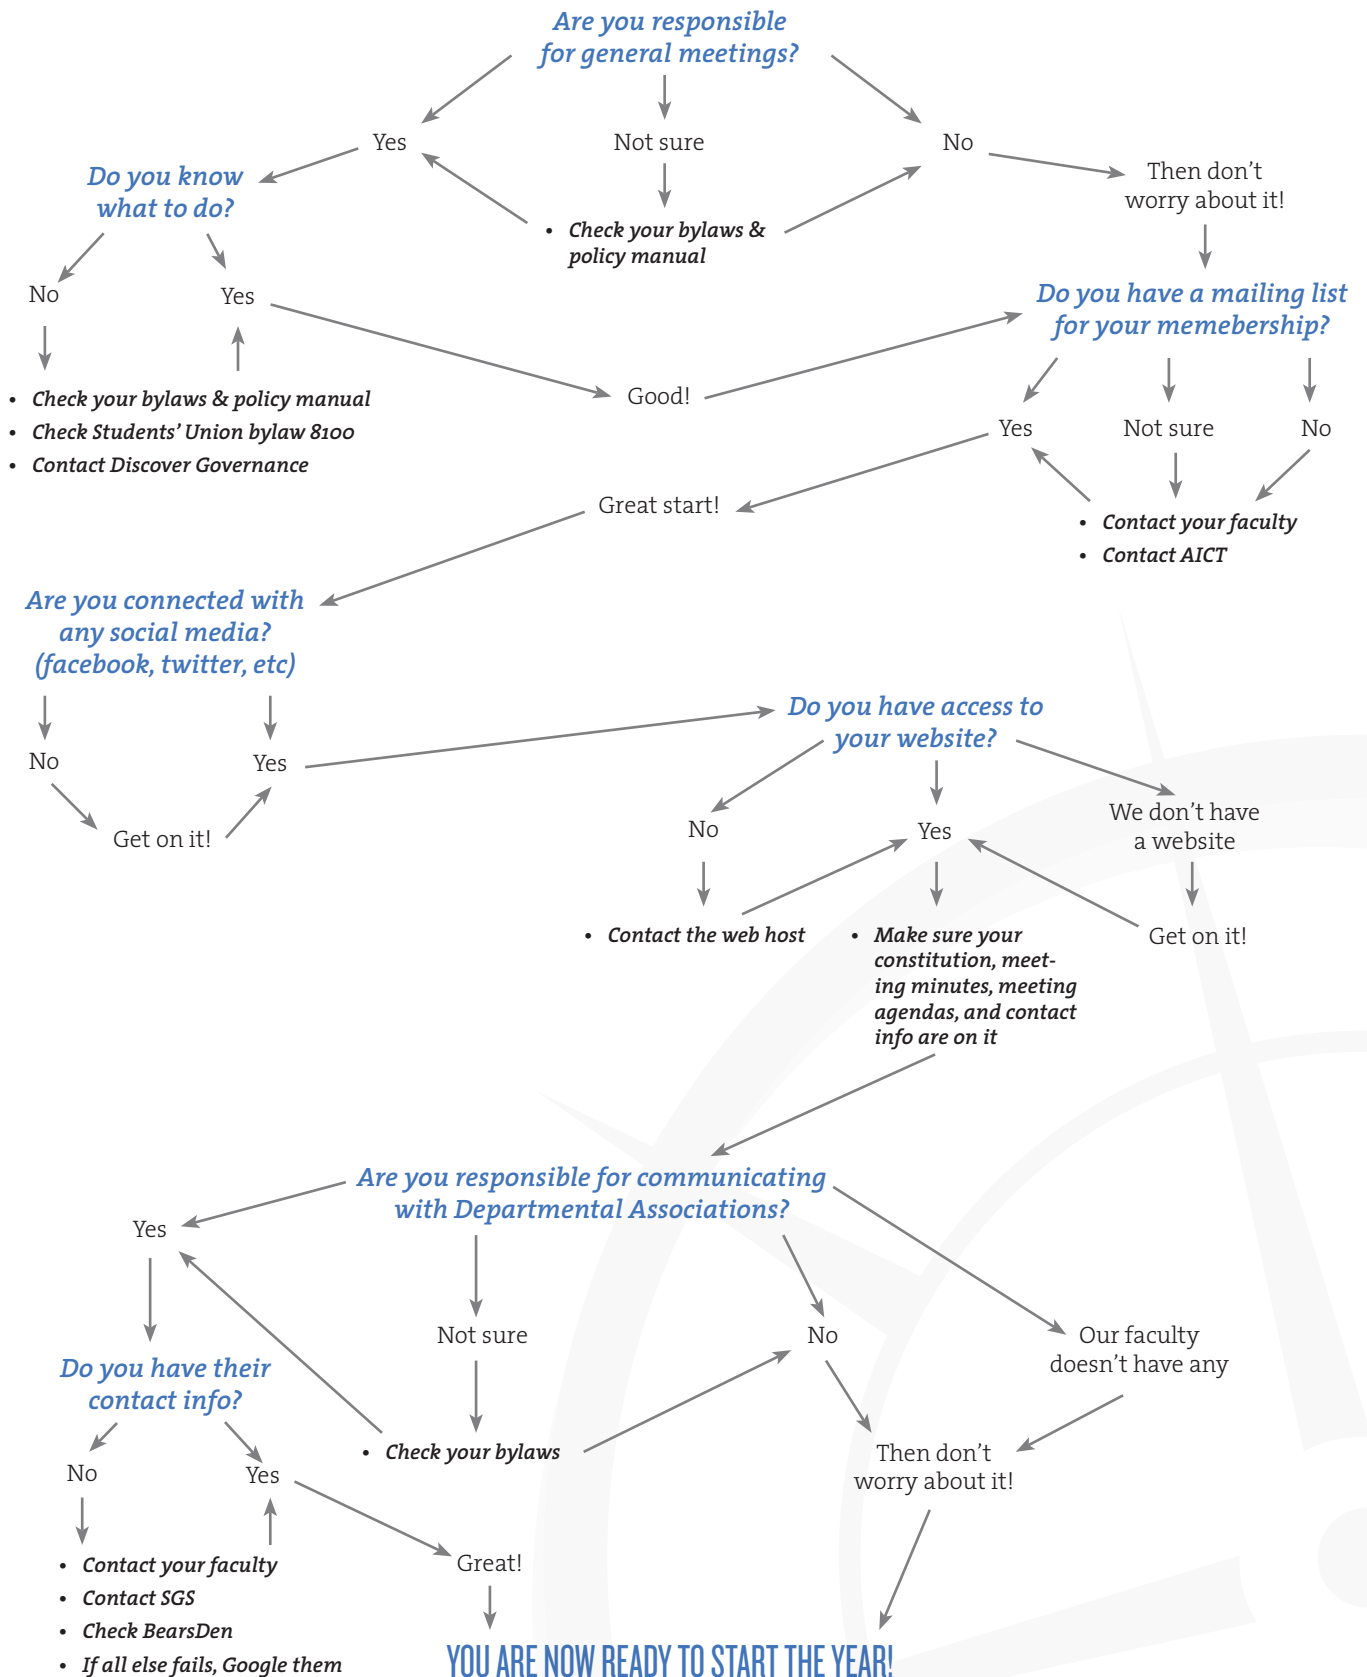 Are you responsible
for general meetings?
Yes
Not sure
No
Do you know
what to do?
• Check your bylaws &
policy manual
Then don't
worry about it!
No
Yes
Do you have a mailing list
for your memebership?
• Check your bylaws & policy manual
• Check Students' Union bylaw 8100
• Contact Discover Governance
Good!
Yes
Not sure
No
Great start!
• Contact your faculty
• Contact AICT
Are you connected with
any social media?
(facebook, twitter, etc)
No
Yes
Get on it!
Do you have access to
your website?
No
Yes
We don't have
a website
• Contact the web host
• Make sure your
constitution, meet-
ing minutes, meeting
agendas, and contact
info are on it
Get on it!
Are you responsible for communicating
with Departmental Associations?
Yes
Not sure
No
Our faculty
doesn't have any
Do you have their
contact info?
• Check your bylaws
Then don't
worry about it!
No
Yes
• Contact your faculty
• Contact SGS
• Check BearsDen
• If all else fails, Google them
Great!
YOU ARE NOW READY TO START THE YEAR!